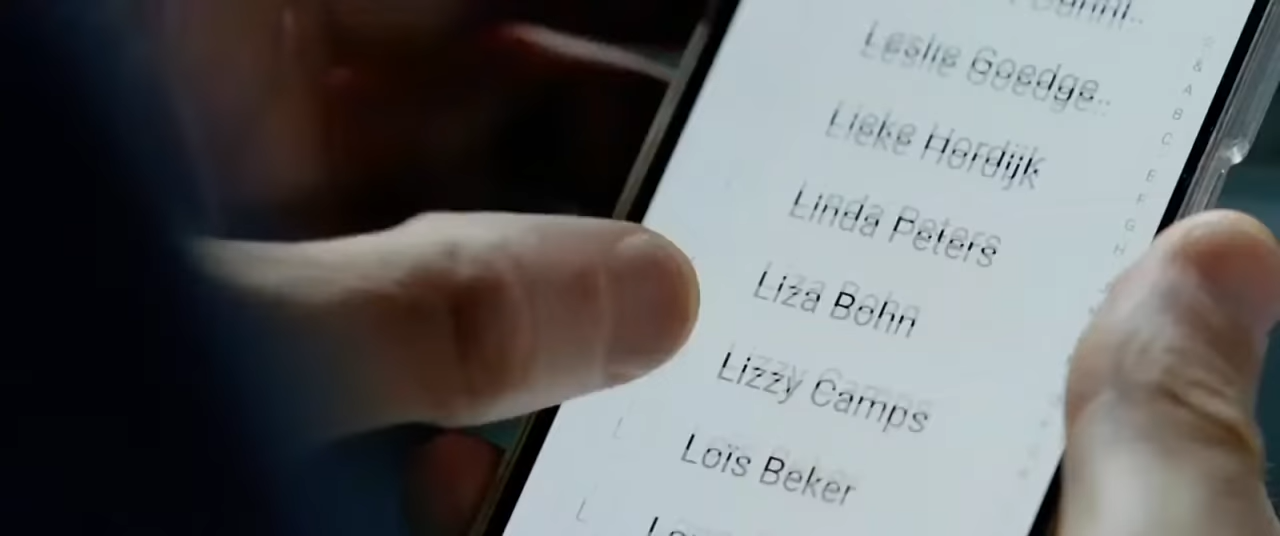 Leslie Goedge..
Lieke Hordijk
Linda Peters
Liza Bohn
Lizzy Camps
Loïs Beker
L
L
&
A
B
C
E
F
G
H